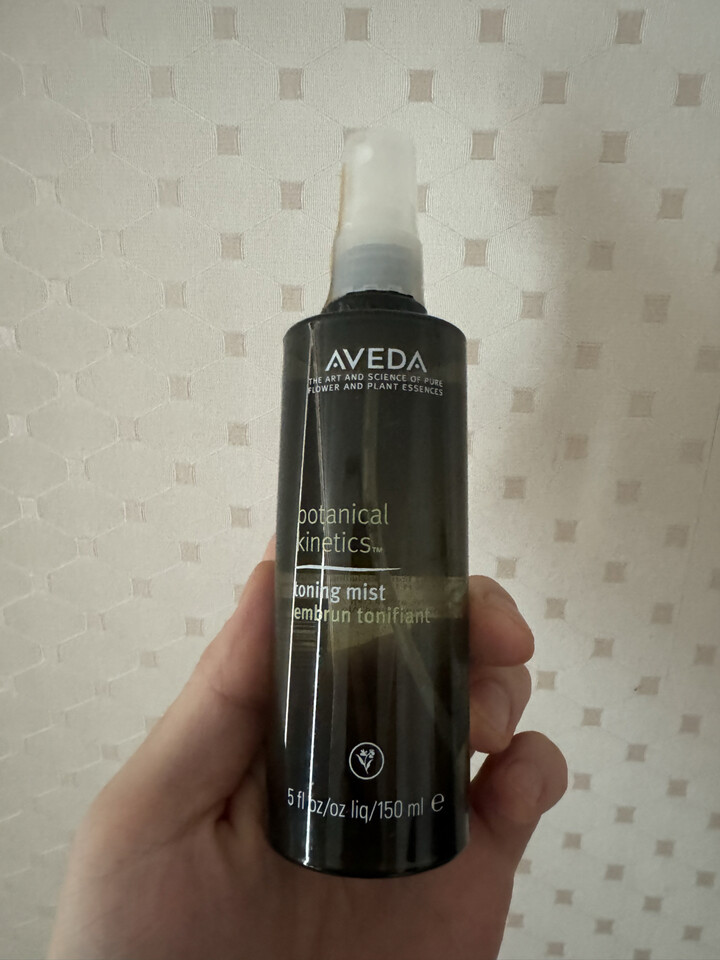 AVEDA
THE ART AND SCIENCE OF PURE
FLOWER AND PLANT ESSENCES
botanical
kinetics™
toning mist
embrun tonifiant
5 fl oz/oz liq/150 ml e